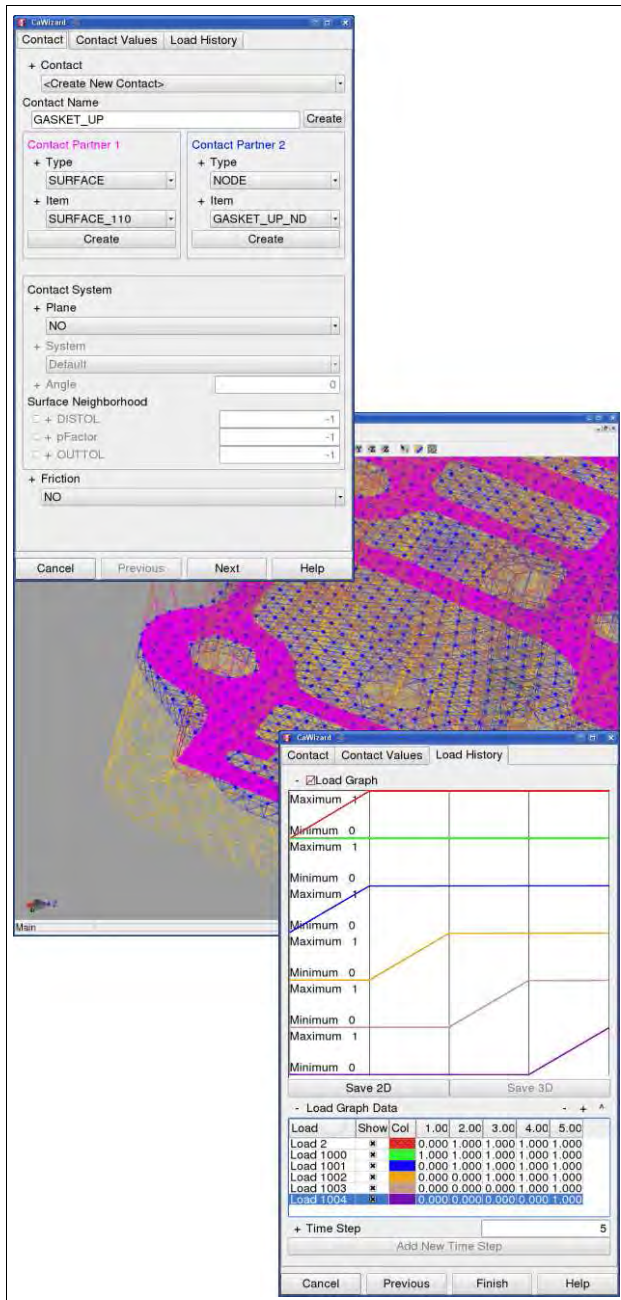 CaWizard
Contact Contact Values Load History
+ Contact
<Create New Contact>
Contact Name
GASKET_UP Create
Contact Partner 1 Contact Partner 2
+ Type + Type
SURFACE NODE
+ Item + Item
SURFACE_110 GASKET_UP_ND
Create Create
Contact System
+ Plane
NO
+ System
Default
+ Angle 0
Surface Neighborhood
+ DISTOL -1
+ pFactor -1
+ OUTTOL -1
+ Friction
NO
Cancel Previous Next Help
Main
CaWizard
Contact Contact Values Load History
- Load Graph
Maximum 1
Minimum 0
Maximum 1
Minimum 0
Maximum 1
Minimum 0
Maximum 1
Minimum 0
Maximum 1
Minimum 0
Maximum 1
Minimum 0
Save 2D Save 3D
- Load Graph Data - + ^
Load Show Col 1.00 2.00 3.00 4.00 5.00
Load 2 0.000 1.000 1.000 1.000 1.000
Load 1000 1.000 1.000 1.000 1.000 1.000
Load 1001 0.000 1.000 1.000 1.000 1.000
Load 1002 0.000 0.000 1.000 1.000 1.000
Load 1003 0.000 0.000 0.000 1.000 1.000
Load 1004 0.000 0.000 0.000 0.000 1.000
+ Time Step 5
Add New Time Step
Cancel Previous Finish Help